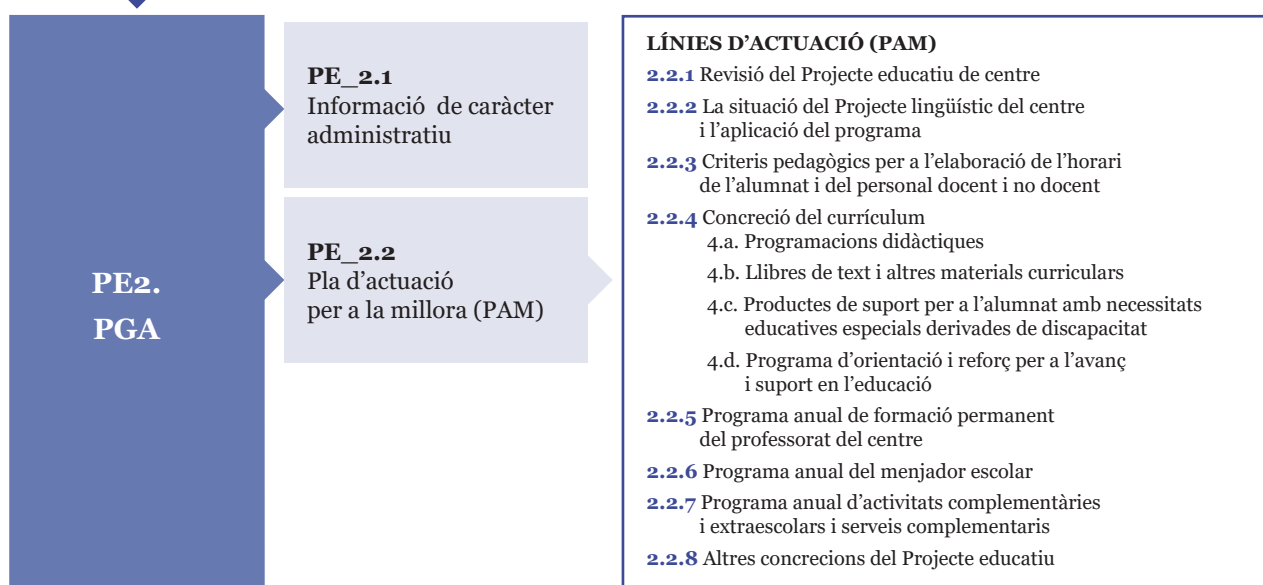 PE2.
PGA
PE_2.1
Informació de caràcter
administratiu
PE_2.2
Pla d’actuació
per a la millora (PAM)
LÍNIES D’ACTUACIÓ (PAM)
2.2.1 Revisió del Projecte educatiu de centre
2.2.2 La situació del Projecte lingüístic del centre
i l’aplicació del programa
2.2.3 Criteris pedagògics per a l’elaboració de l’horari
de l’alumnat i del personal docent i no docent
2.2.4 Concreció del currículum
4.a. Programacions didàctiques
4.b. Llibres de text i altres materials curriculars
4.c. Productes de suport per a l’alumnat amb necessitats
educatives especials derivades de discapacitat
4.d. Programa d’orientació i reforç per a l’avanç
i suport en l’educació
2.2.5 Programa anual de formació permanent
del professorat del centre
2.2.6 Programa anual del menjador escolar
2.2.7 Programa anual d’activitats complementàries
i extraescolars i serveis complementaris
2.2.8 Altres concrecions del Projecte educatiu